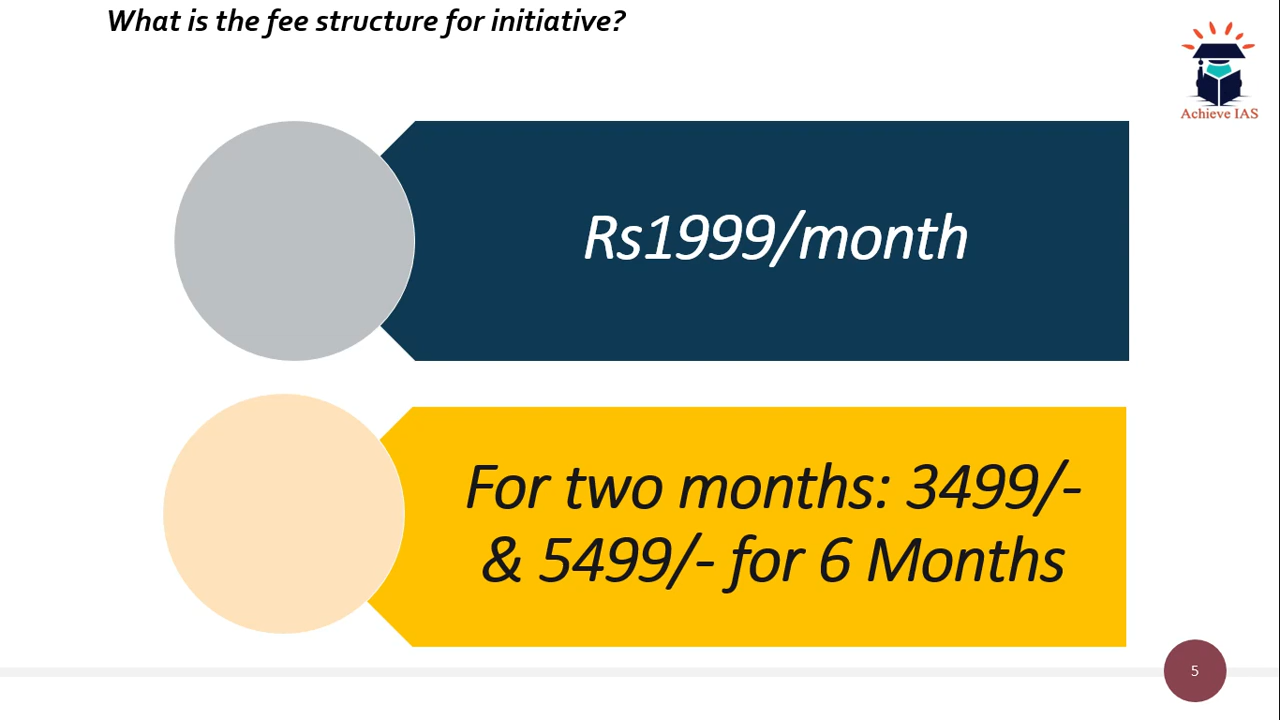 What is the fee structure for initiative?
Achieve IAS
Rs1999/month
For two months: 3499/-
& 5499/- for 6 Months
5